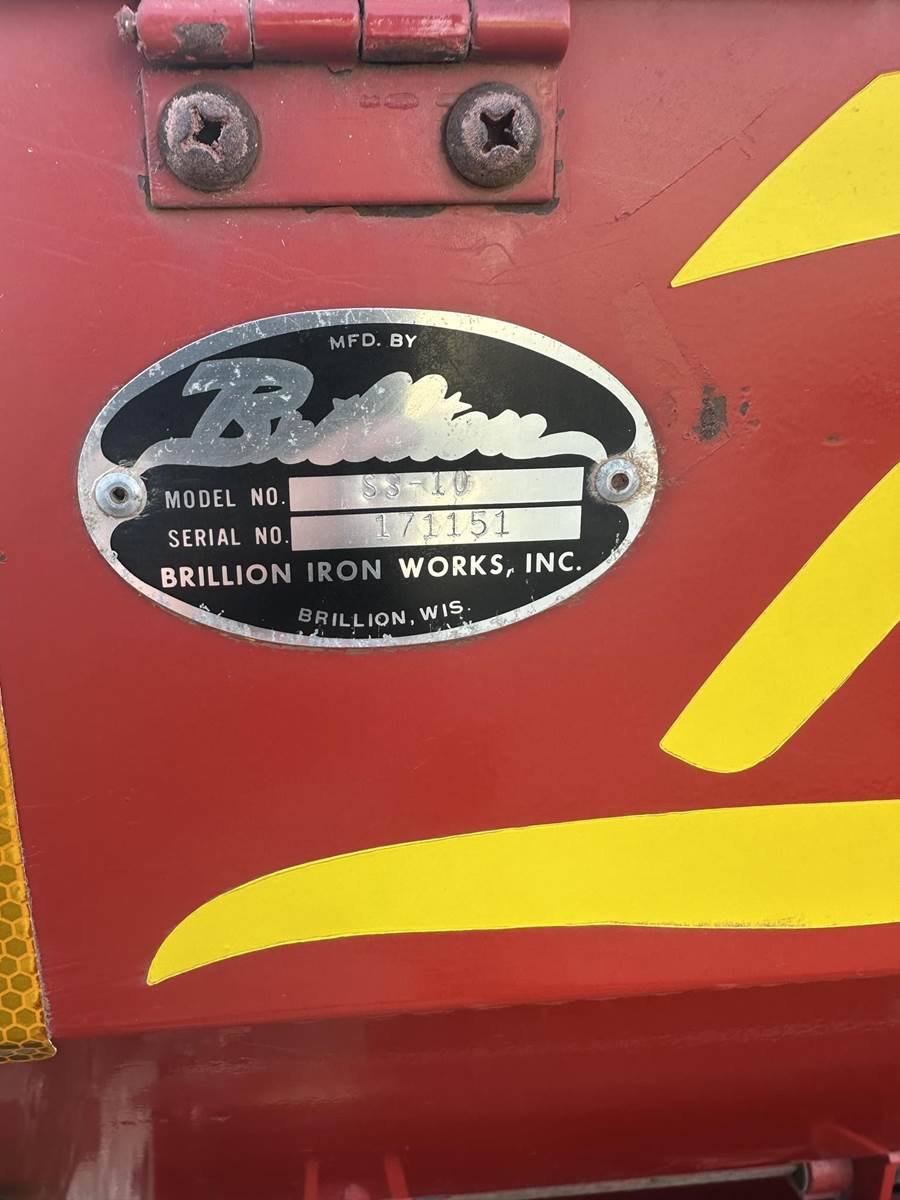 MFD. BY
Brillion
MODEL NO. SS-10
SERIAL NO. 171151
BRILLION IRON WORKS, INC.
BRILLION, WIS.